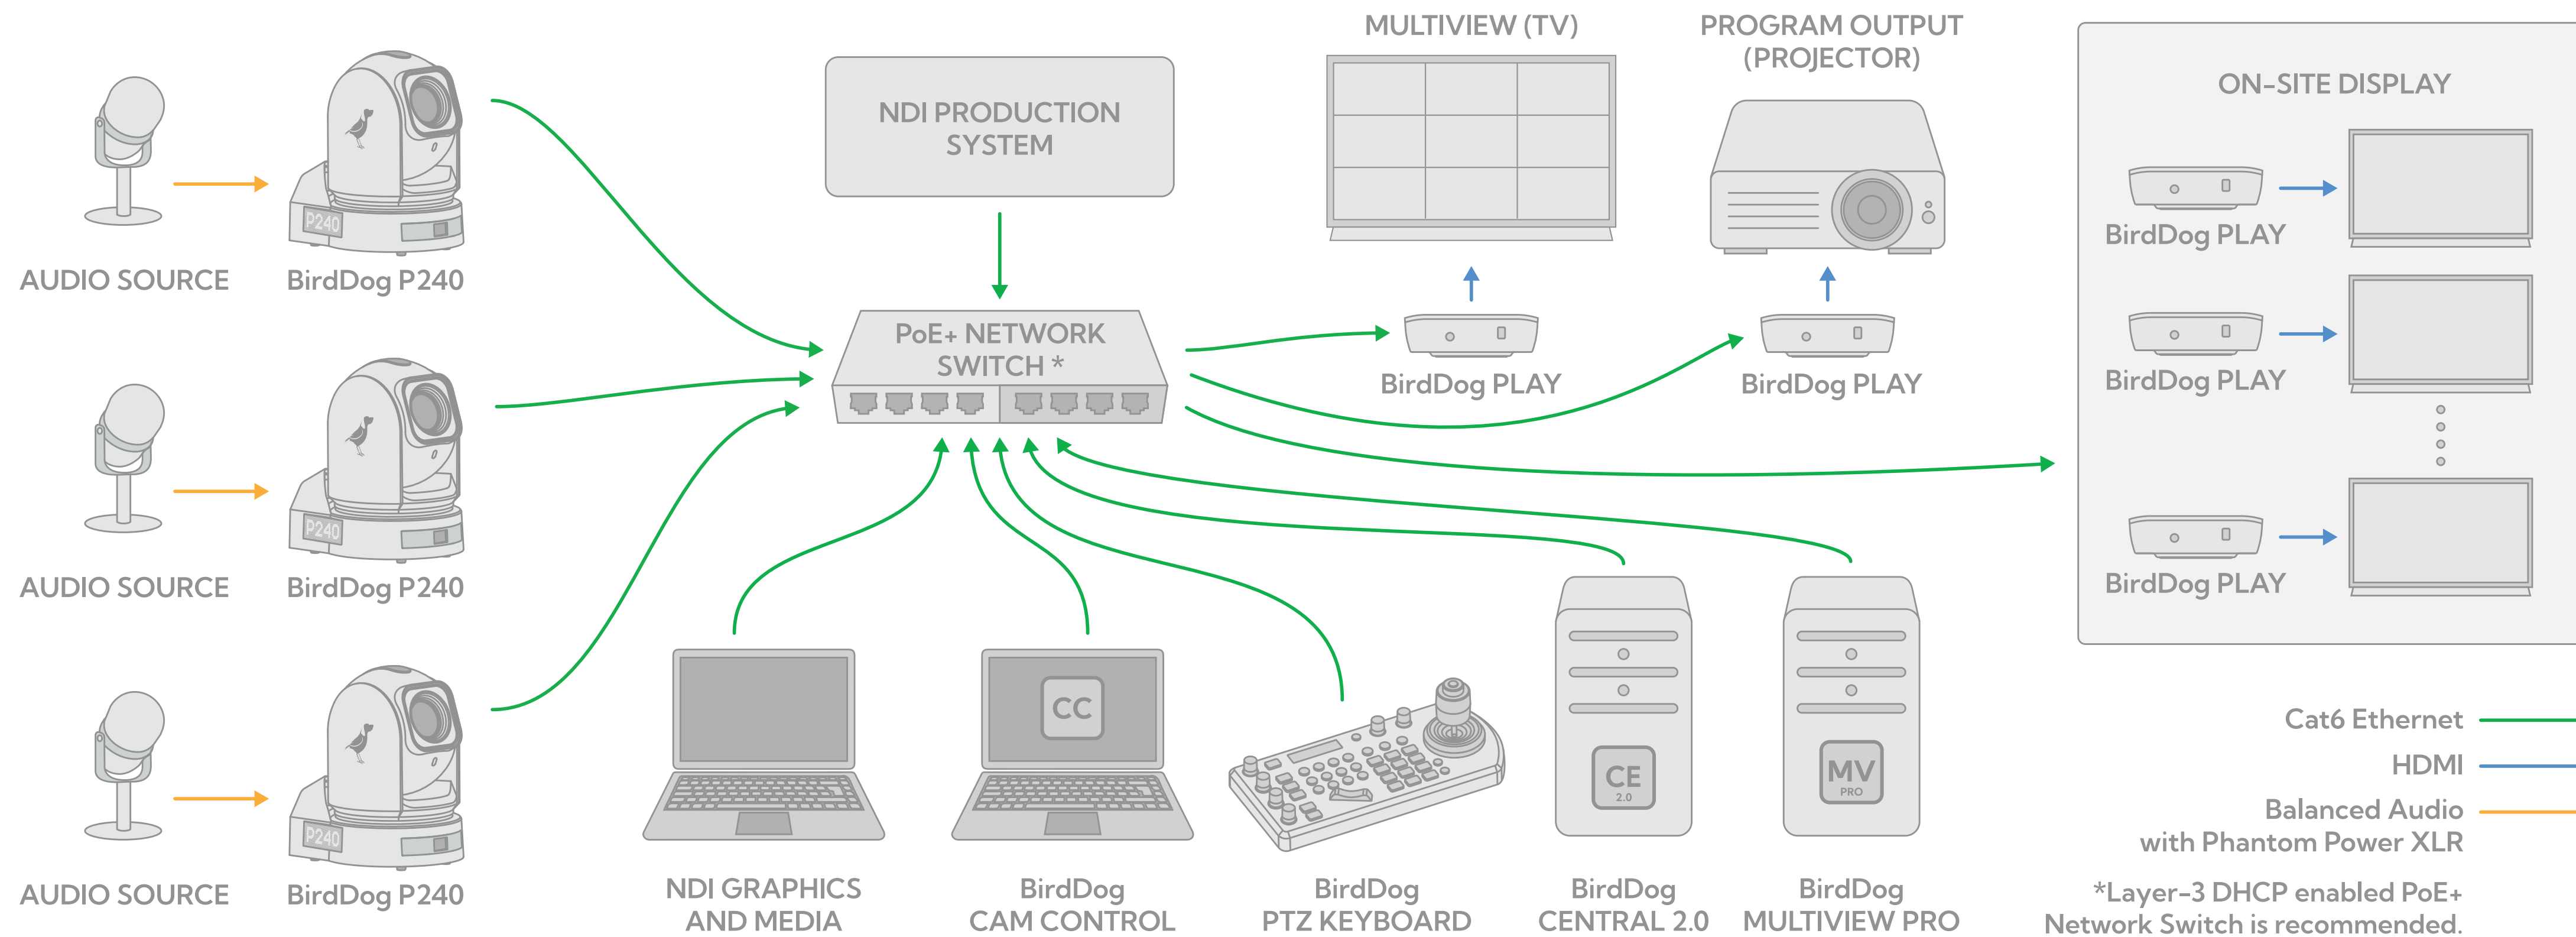 MULTIVIEW (TV)
PROGRAM OUTPUT
(PROJECTOR)
NDI PRODUCTION
SYSTEM
ON-SITE DISPLAY
P240
AUDIO SOURCE
BirdDog P240
BirdDog PLAY
PoE+ NETWORK
SWITCH *
BirdDog PLAY
BirdDog PLAY
BirdDog PLAY
P240
AUDIO SOURCE
BirdDog P240
BirdDog PLAY
CC
CE
2.0
MV
PRO
P240
AUDIO SOURCE
BirdDog P240
NDI GRAPHICS
AND MEDIA
BirdDog
CAM CONTROL
BirdDog
PTZ KEYBOARD
BirdDog
CENTRAL 2.0
BirdDog
MULTIVIEW PRO
Cat6 Ethernet
HDMI
Balanced Audio
with Phantom Power XLR
*Layer-3 DHCP enabled PoE+
Network Switch is recommended.